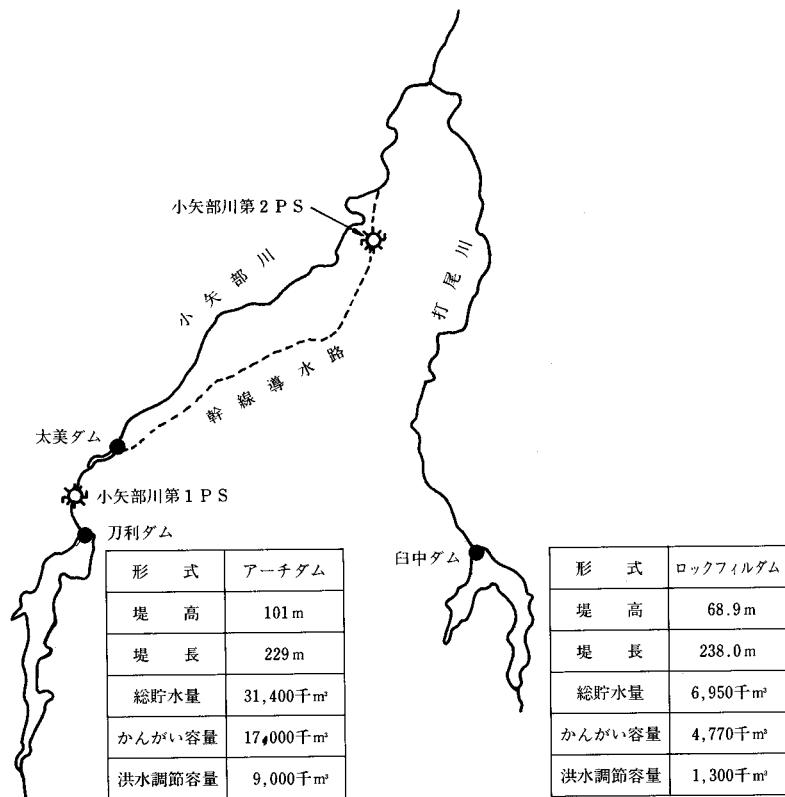 小矢部川第2PS
小矢部川
打尾川
幹線導水路
太美ダム
小矢部川第1PS
刀利ダム
形式 アーチダム
堤高 101m
堤長 229m
総貯水量 31,400千m³
かんがい容量 17,000千m³
洪水調節容量 9,000千m³
臼中ダム
形式 ロックフィルダム
堤高 68.9m
堤長 238.0m
総貯水量 6,950千m³
かんがい容量 4,770千m³
洪水調節容量 1,300千m³